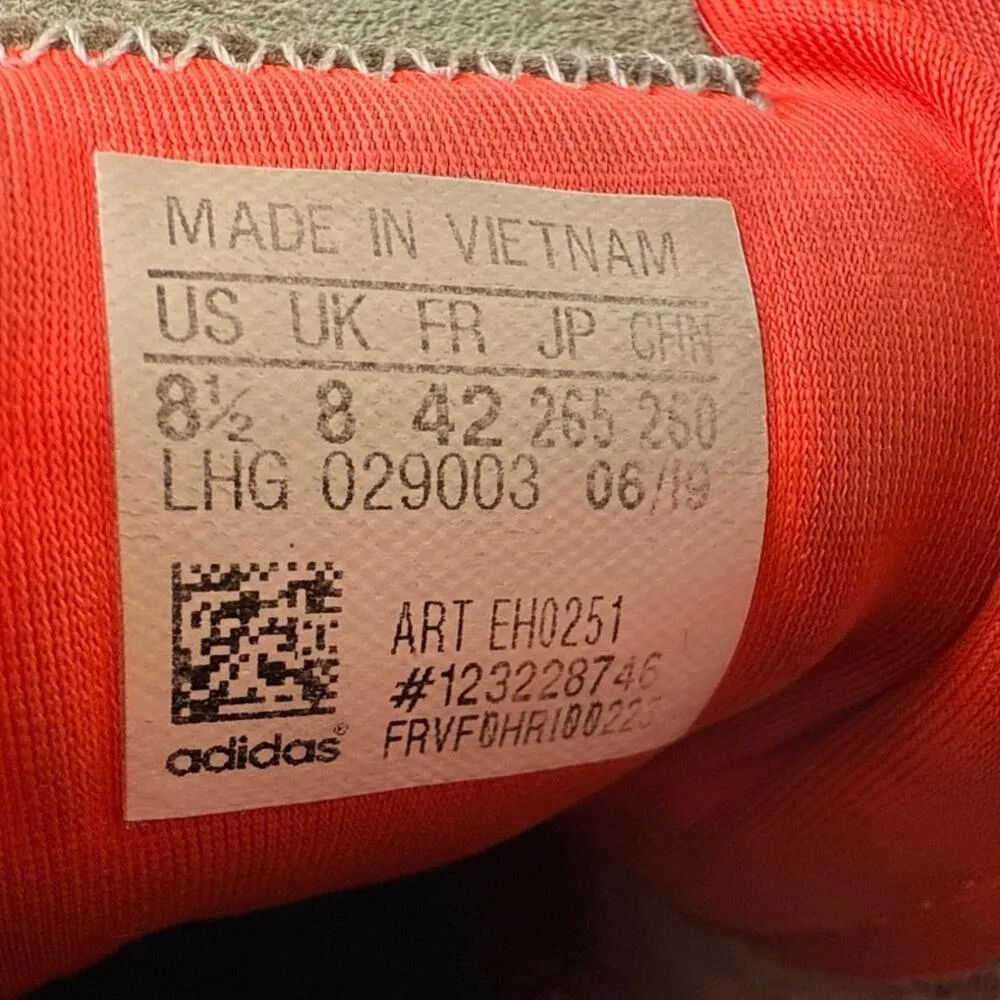 MADE IN VIETNAM
US UK FR JP CHN
8½ 8 42 265 260
LHG 029003 06/19
ART EH0251
#123228746
adidas®